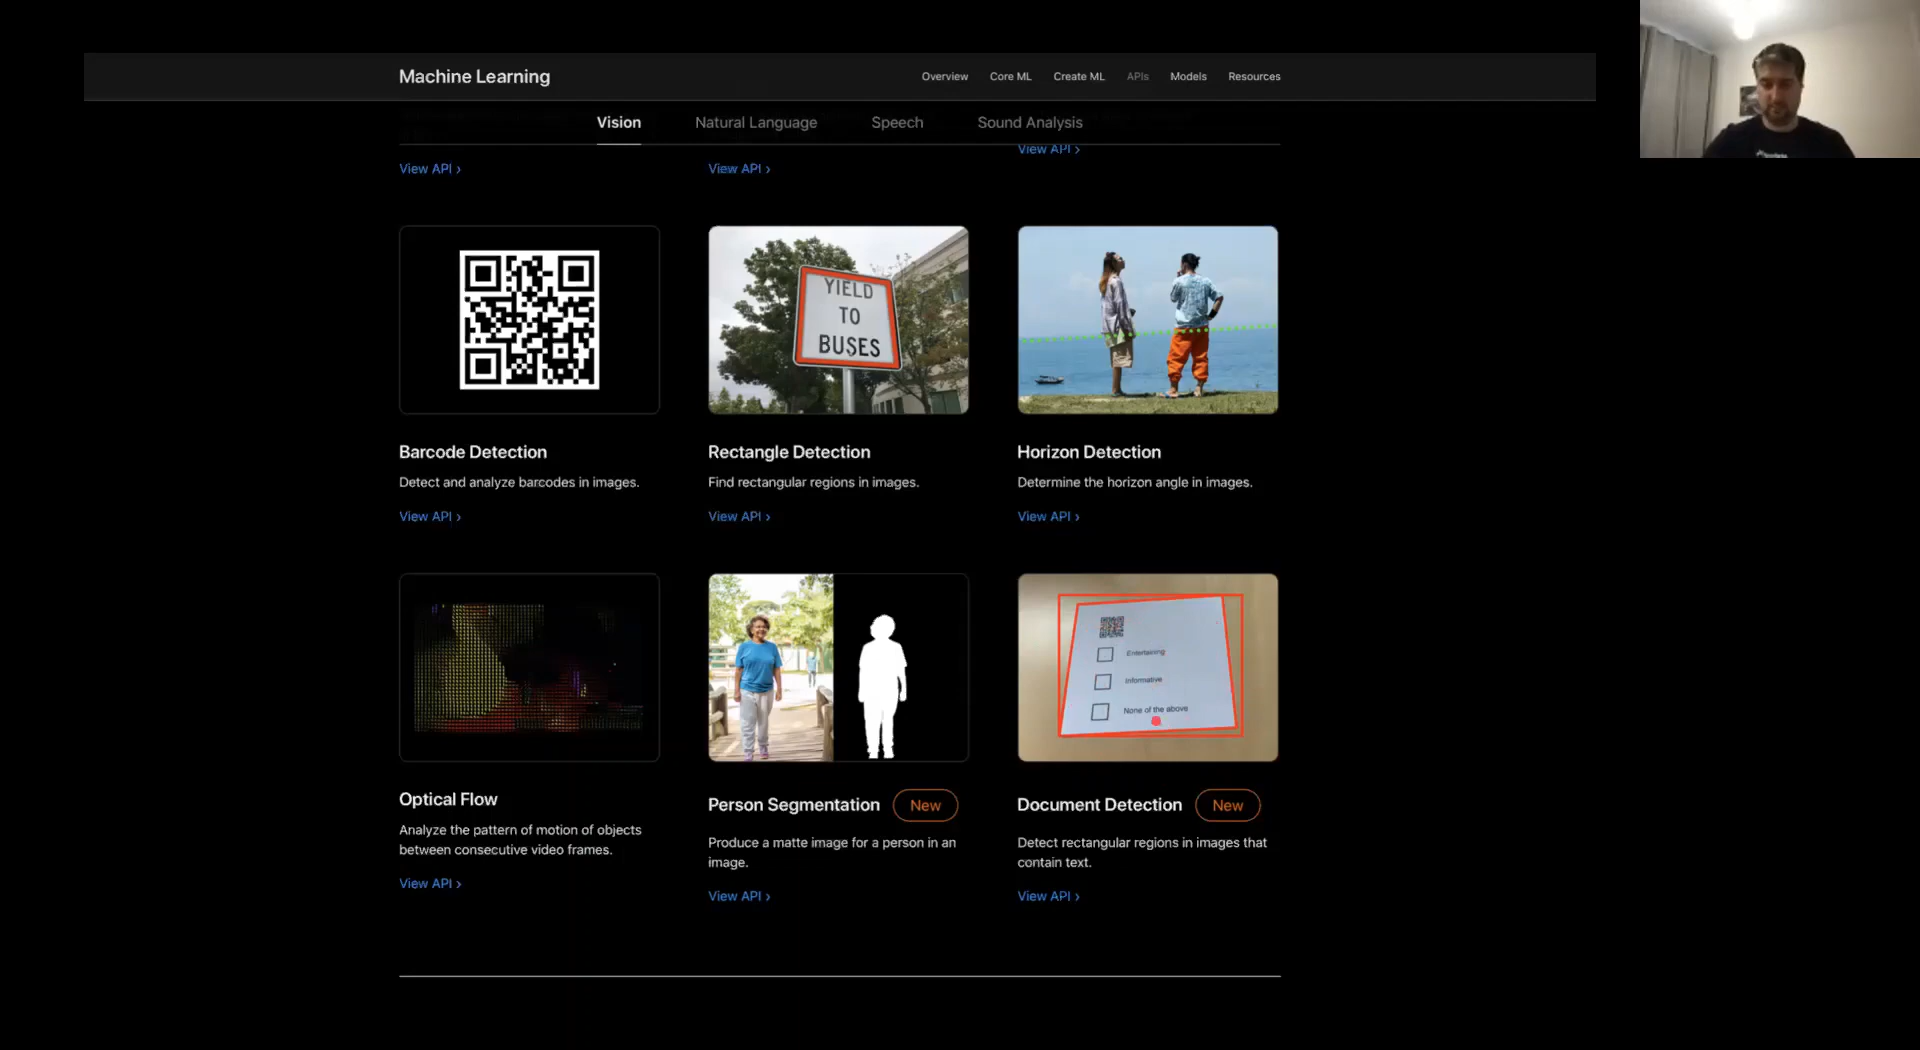 Machine Learning
Overview
Core ML
Create ML
APIs
Models
Resources
Vision
Natural Language
Speech
Sound Analysis
View API ›
View API ›
View API ›
YIELD
TO
BUSES
Barcode Detection
Detect and analyze barcodes in images.
View API ›
Rectangle Detection
Find rectangular regions in images.
View API ›
Horizon Detection
Determine the horizon angle in images.
View API ›
Entertaining
Informative
None of the above
Optical Flow
Analyze the pattern of motion of objects
between consecutive video frames.
View API ›
Person Segmentation
New
Produce a matte image for a person in an
image.
View API ›
Document Detection
New
Detect rectangular regions in images that
contain text.
View API ›